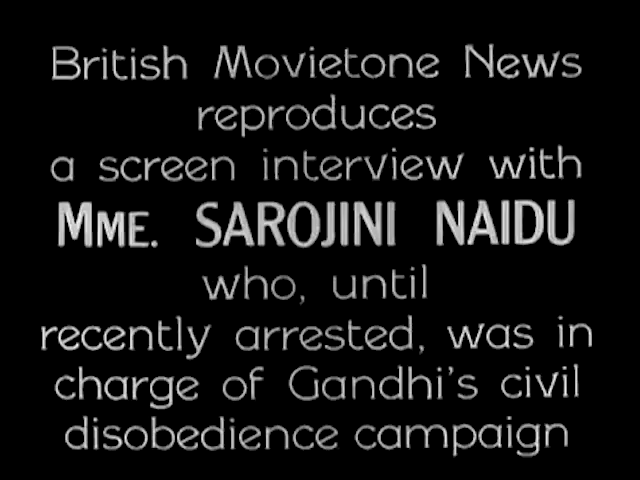 British Movietone News
reproduces
a screen interview with
MME. SAROJINI NAIDU
who, until
recently arrested, was in
charge of Gandhi's civil
disobedience campaign